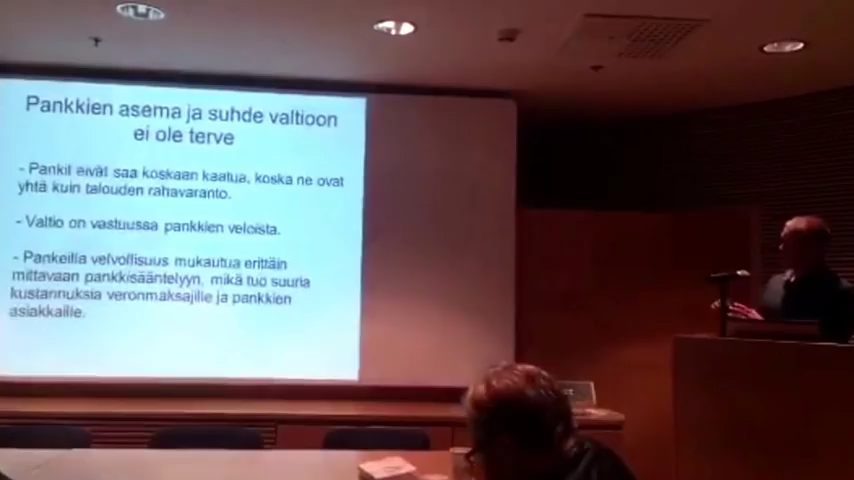 Pankkien asema ja suhde valtioon
ei ole terve
- Pankit eivät saa koskaan kaatua, koska ne ovat
yhtä kuin talouden rahavaranto.
- Valtio on vastuussa pankkien veloista.
- Pankeilla velvollisuus mukautua erittäin
mittavaan pankkisääntelyyn, mikä tuo suuria
kustannuksia veronmaksajille ja pankkien
asiakkaille.